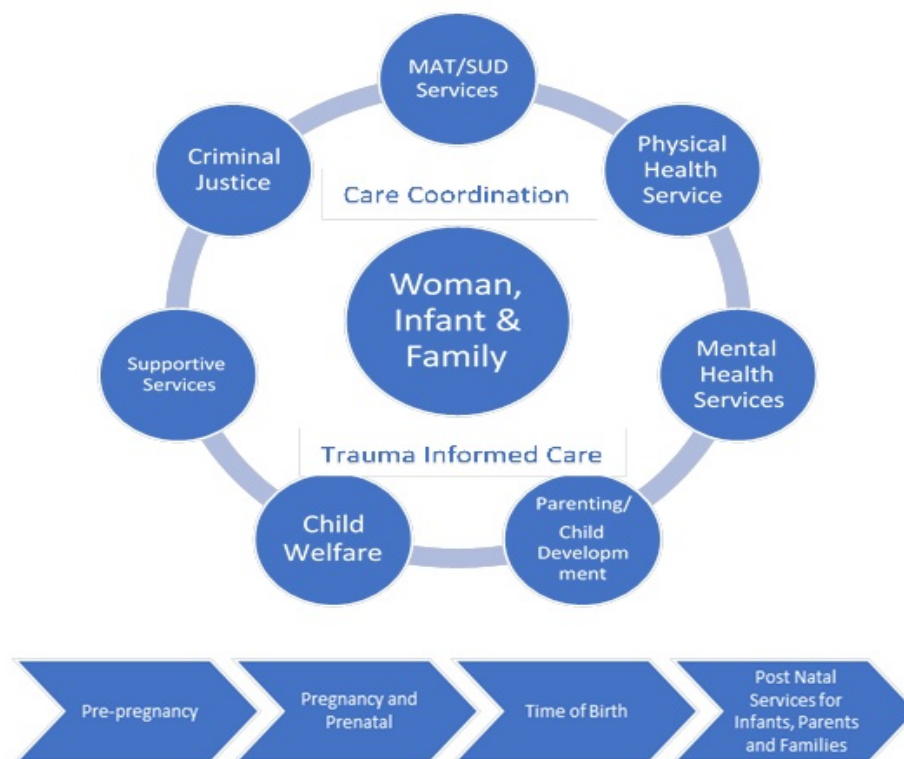 MAT/SUD
Services
Criminal
Justice
Physical
Health
Service
Care Coordination
Woman,
Infant &
Family
Supportive
Services
Mental
Health
Services
Trauma Informed Care
Child
Welfare
Parenting/
Child
Developm
ment
Pre-pregnancy
Pregnancy and
Prenatal
Time of Birth
Post Natal
Services for
Infants, Parents
and Families